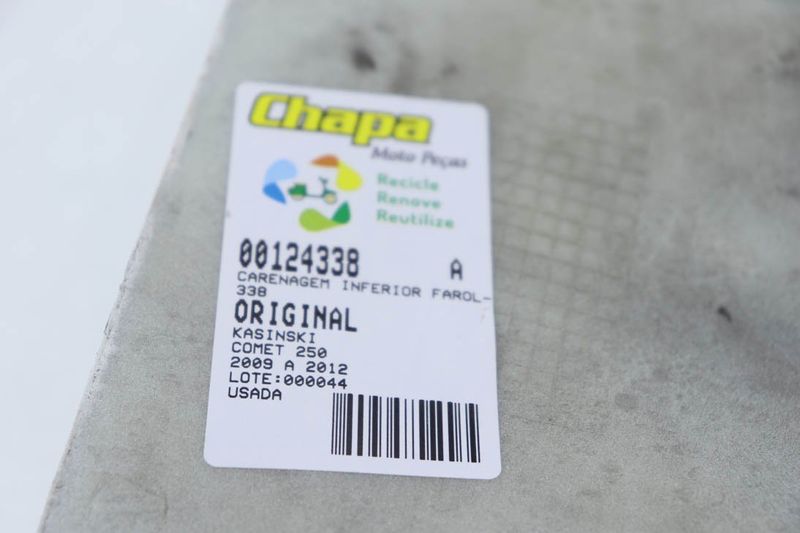 Chapa
Moto Peças
Recicle
Renove
Reutilize
00124338 A
CARENAGEM INFERIOR FAROL-
338
ORIGINAL
KASINSKI
COMET 250
2009 A 2012
LOTE:000044
USADA